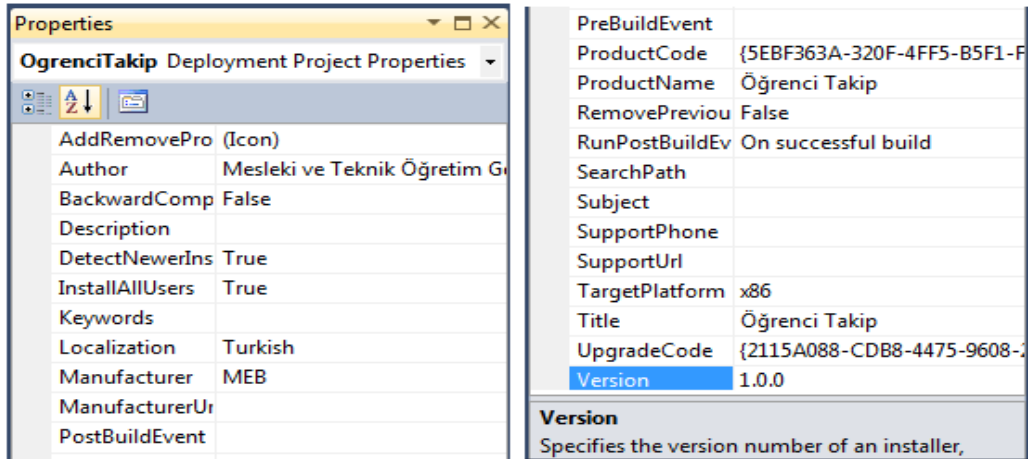 Properties
OgrenciTakip Deployment Project Properties
AddRemovePro (Icon)
Author Mesleki ve Teknik Öğretim
BackwardComp False
Description
DetectNewerIns True
InstallAllUsers True
Keywords
Localization Turkish
Manufacturer MEB
ManufacturerUr
PostBuildEvent
PreBuildEvent
ProductCode {5EBF363A-320F-4FF5-B5F1-F
ProductName Öğrenci Takip
RemovePreviou False
RunPostBuildEv On successful build
SearchPath
Subject
SupportPhone
SupportUrl
TargetPlatform x86
Title Öğrenci Takip
UpgradeCode {2115A088-CDB8-4475-9608-
Version 1.0.0
Version
Specifies the version number of an installer,